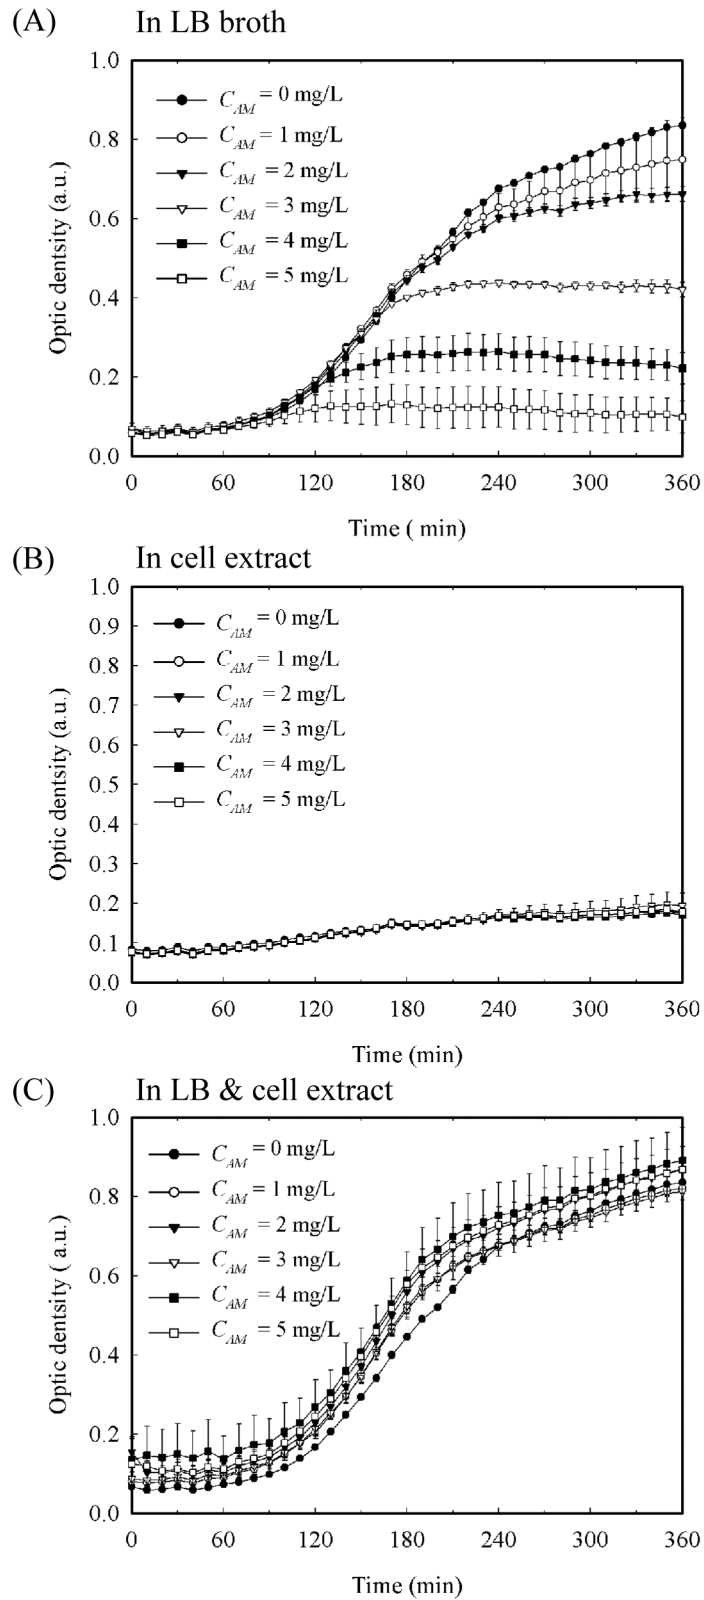 (A) In LB broth
1.0
0.8
0.6
0.4
0.2
0.0
Optic dentsity (a.u.)
C_AM = 0 mg/L
C_AM = 1 mg/L
C_AM = 2 mg/L
C_AM = 3 mg/L
C_AM = 4 mg/L
C_AM = 5 mg/L
0 60 120 180 240 300 360
Time ( min)
(B) In cell extract
1.0
0.9
0.8
0.7
0.6
0.5
0.4
0.3
0.2
0.1
0.0
Optic dentsity (a.u.)
C_AM = 0 mg/L
C_AM = 1 mg/L
C_AM = 2 mg/L
C_AM = 3 mg/L
C_AM = 4 mg/L
C_AM = 5 mg/L
0 60 120 180 240 300 360
Time (min)
(C) In LB & cell extract
1.0
0.8
0.6
0.4
0.2
0.0
Optic dentsity ( a.u.)
C_AM = 0 mg/L
C_AM = 1 mg/L
C_AM = 2 mg/L
C_AM = 3 mg/L
C_AM = 4 mg/L
C_AM = 5 mg/L
0 60 120 180 240 300 360
Time (min)